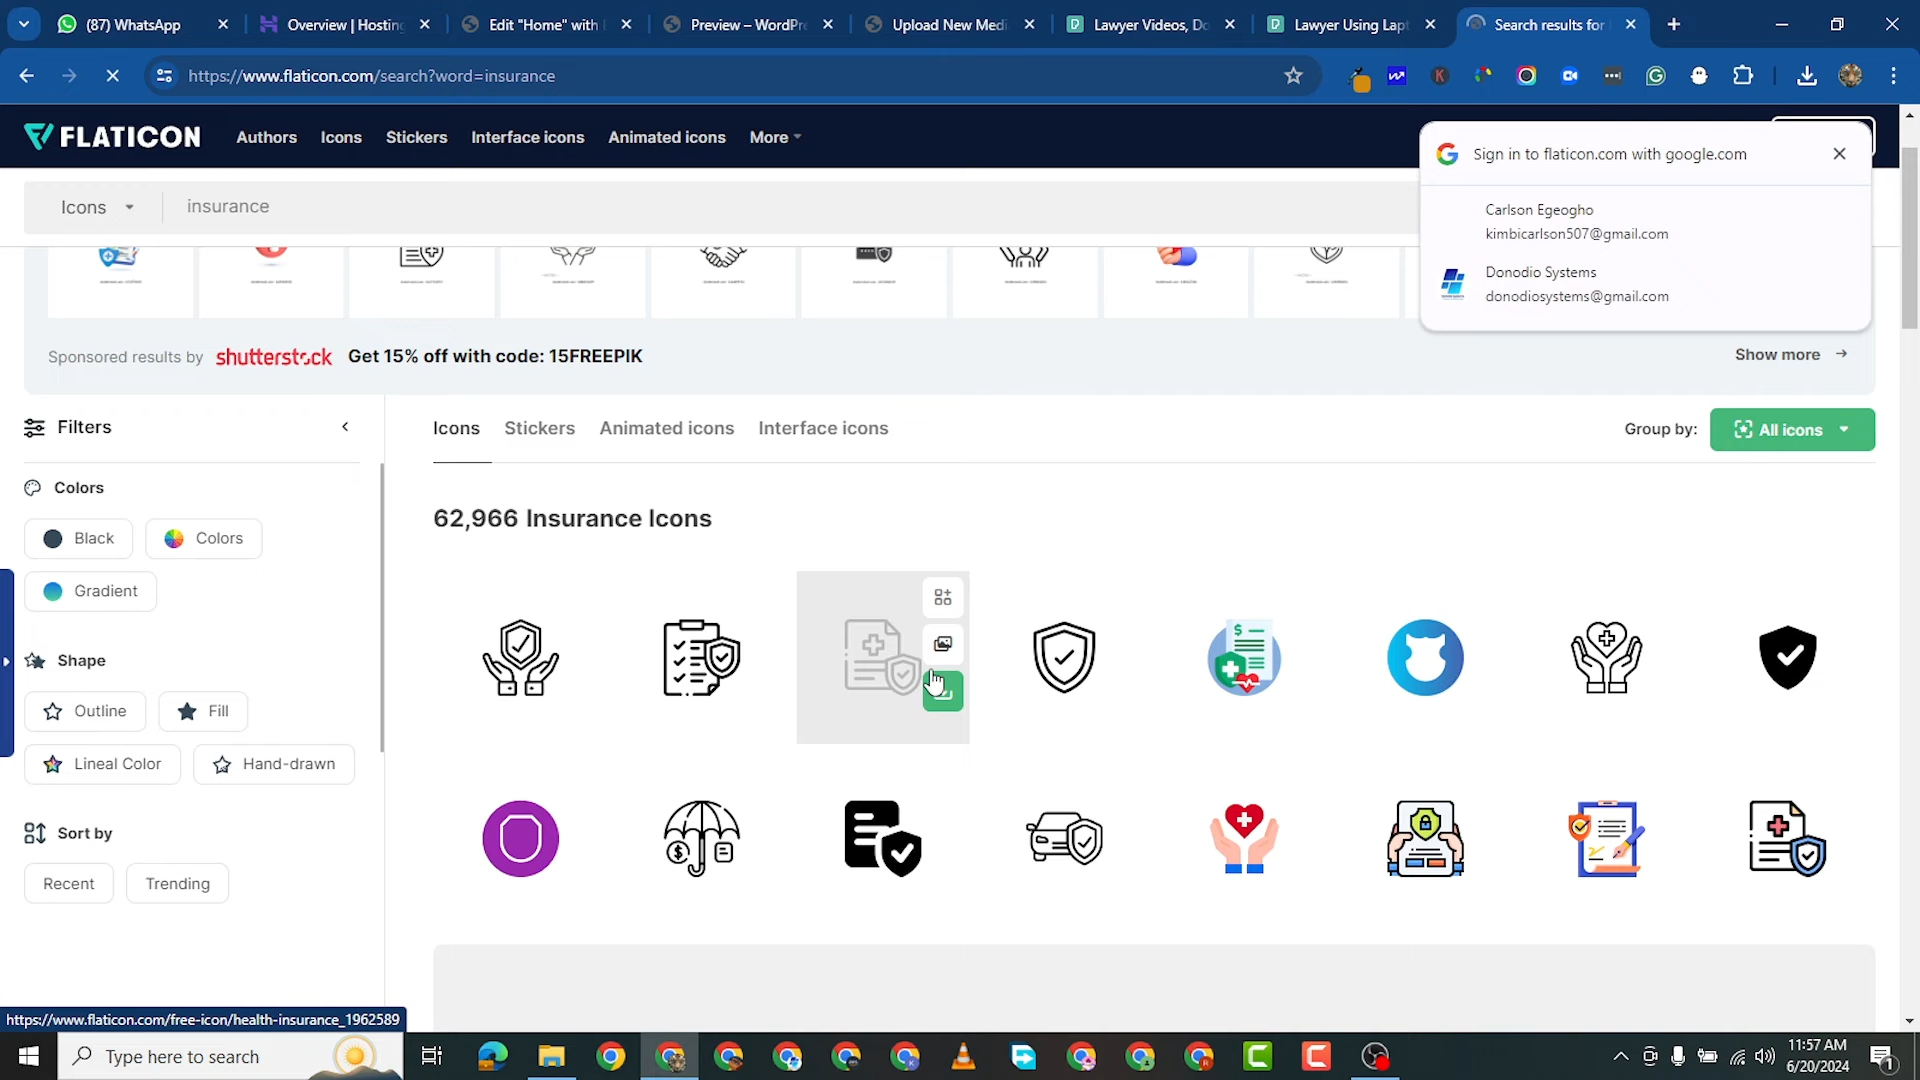 (87) WhatsApp
Overview | Hosting
Edit "Home" with E
Preview – WordPre
Upload New Medi
Lawyer Videos, Do
Lawyer Using Lapt
Search results for
https://www.flaticon.com/search?word=insurance
FLATICON
Authors
Icons
Stickers
Interface icons
Animated icons
More
Sign in to flaticon.com with google.com
Carlson Egeogho
kimbicarlson507@gmail.com
Donodio Systems
donodiosystems@gmail.com
Icons
insurance
Sponsored results by shutterstock Get 15% off with code: 15FREEPIK
Show more
Filters
Icons
Stickers
Animated icons
Interface icons
Group by:
All icons
Colors
62,966 Insurance Icons
Black
Colors
Gradient
Shape
Outline
Fill
Lineal Color
Hand-drawn
Sort by
Recent
Trending
https://www.flaticon.com/free-icon/health-insurance_1962589
Type here to search
11:57 AM
6/20/2024
1